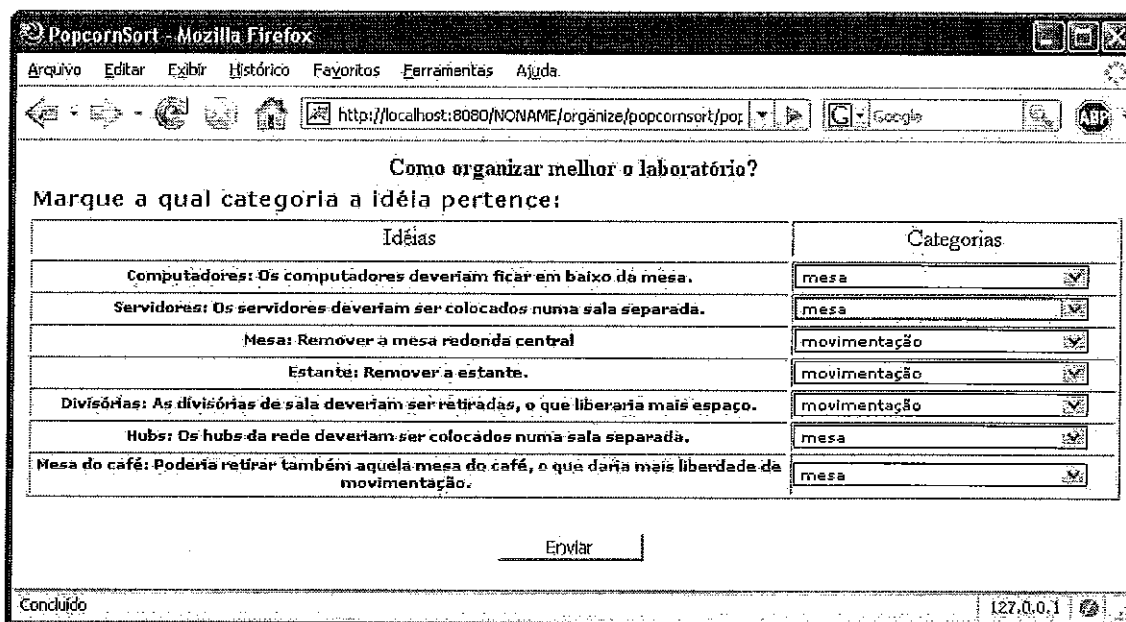 PopcornSort - Mozilla Firefox
Arquivo Editar Exibir Histórico Favoritos Ferramentas Ajuda
http://localhost:8080/NONAME/organize/popcornsort/pop G Google ABP
Como organizar melhor o laboratório?
Marque a qual categoria a idéia pertence:
Idéias Categorias
Computadores: Os computadores deveriam ficar em baixo da mesa. mesa
Servidores: Os servidores deveriam ser colocados numa sala separada. mesa
Mesa: Remover a mesa redonda central movimentação
Estante: Remover a estante. movimentação
Divisórias: As divisórias de sala deveriam ser retiradas, o que liberaria mais espaço. movimentação
Hubs: Os hubs da rede deveriam ser colocados numa sala separada. mesa
Mesa do café: Poderia retirar também aquela mesa do café, o que daria mais liberdade de
movimentação. mesa
Enviar
Concluído 127.0.0.1